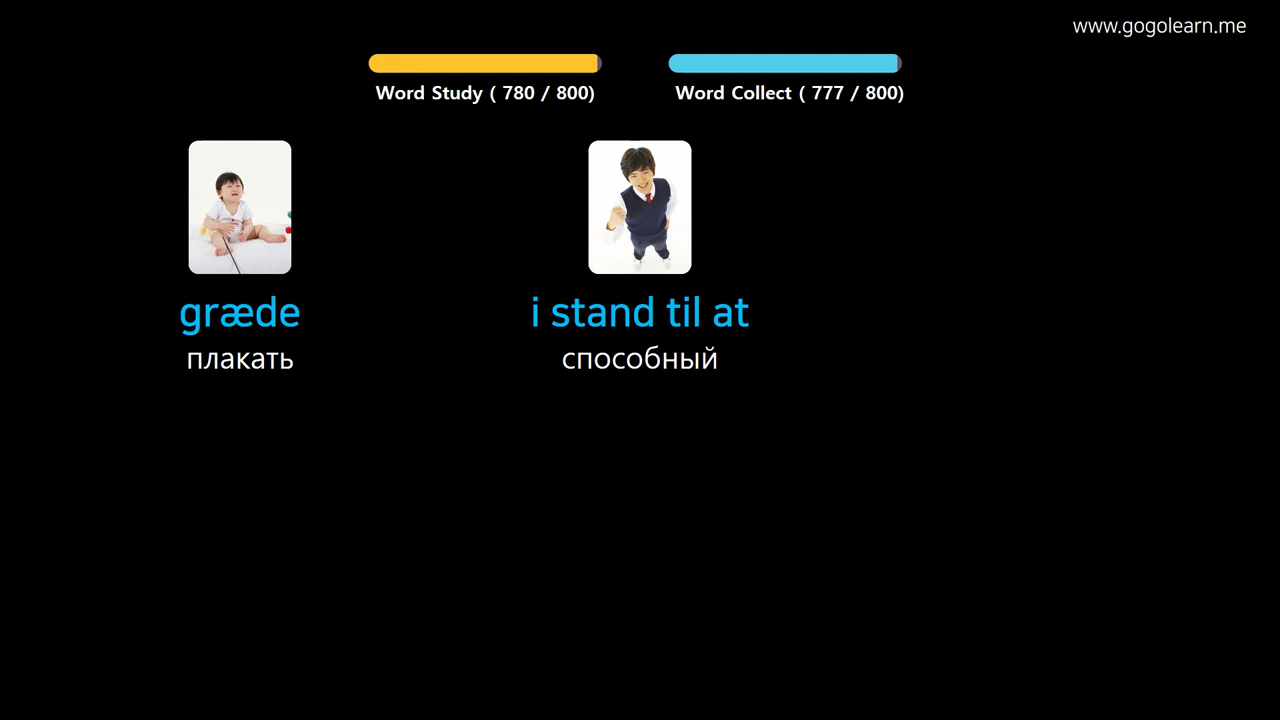 www.gogolearn.me
Word Study ( 780 / 800)
Word Collect ( 777 / 800)
græde
i stand til at
плакать
способный